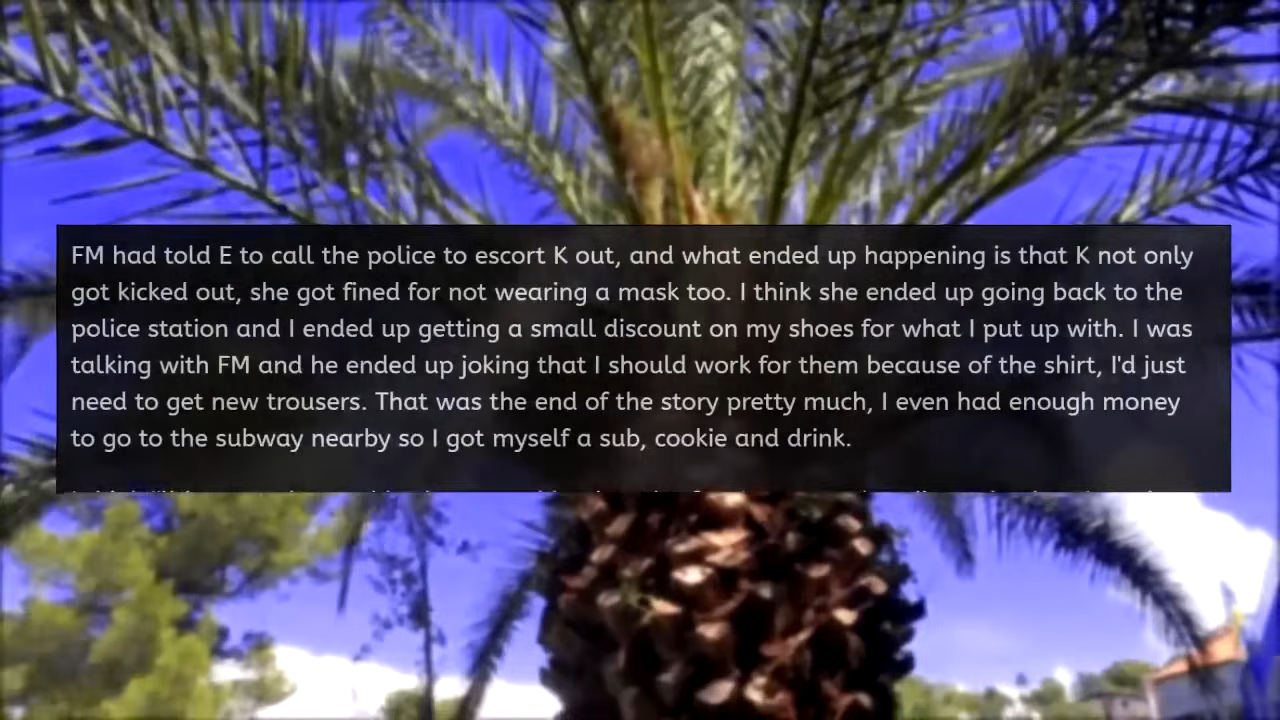 FM had told E to call the police to escort K out, and what ended up happening is that K not only
got kicked out, she got fined for not wearing a mask too. I think she ended up going back to the
police station and I ended up getting a small discount on my shoes for what I put up with. I was
talking with FM and he ended up joking that I should work for them because of the shirt, I'd just
need to get new trousers. That was the end of the story pretty much, I even had enough money
to go to the subway nearby so I got myself a sub, cookie and drink.